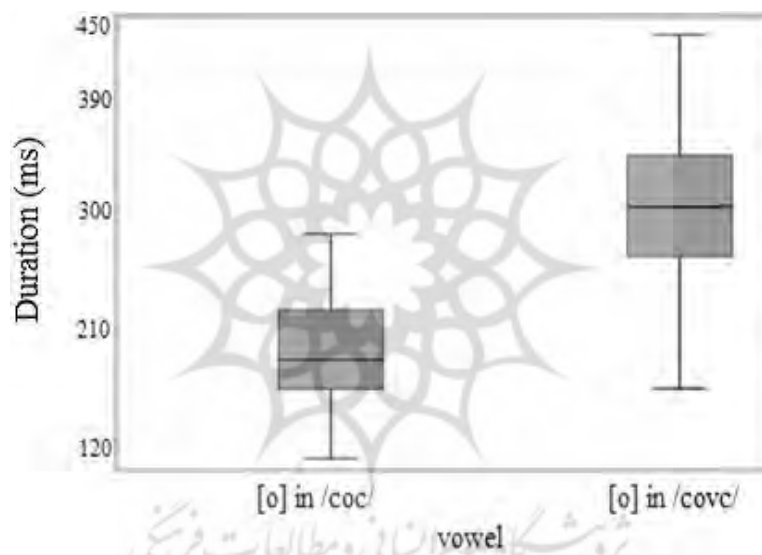 450
390
Duration (ms)
300
210
120
[o] in /coc/ [o] in /covc/
vowel